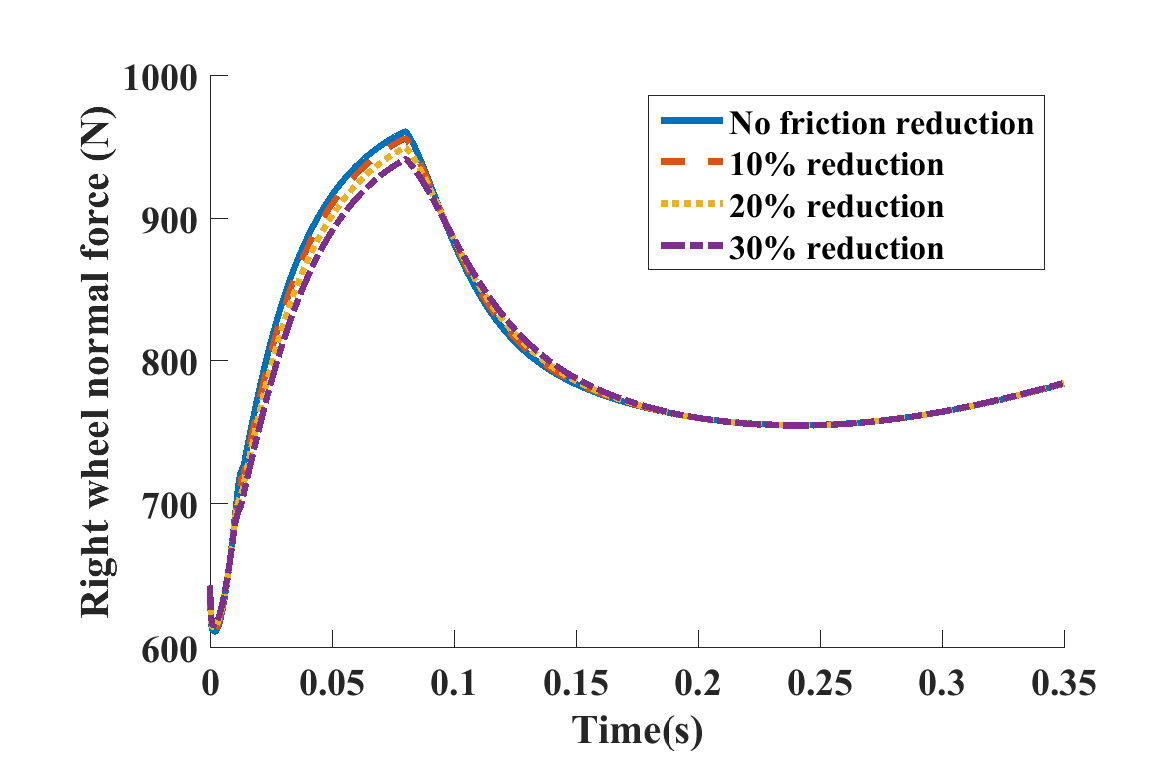 1000
900
800
700
600
Right wheel normal force (N)
No friction reduction
10% reduction
20% reduction
30% reduction
0 0.05 0.1 0.15 0.2 0.25 0.3 0.35
Time(s)